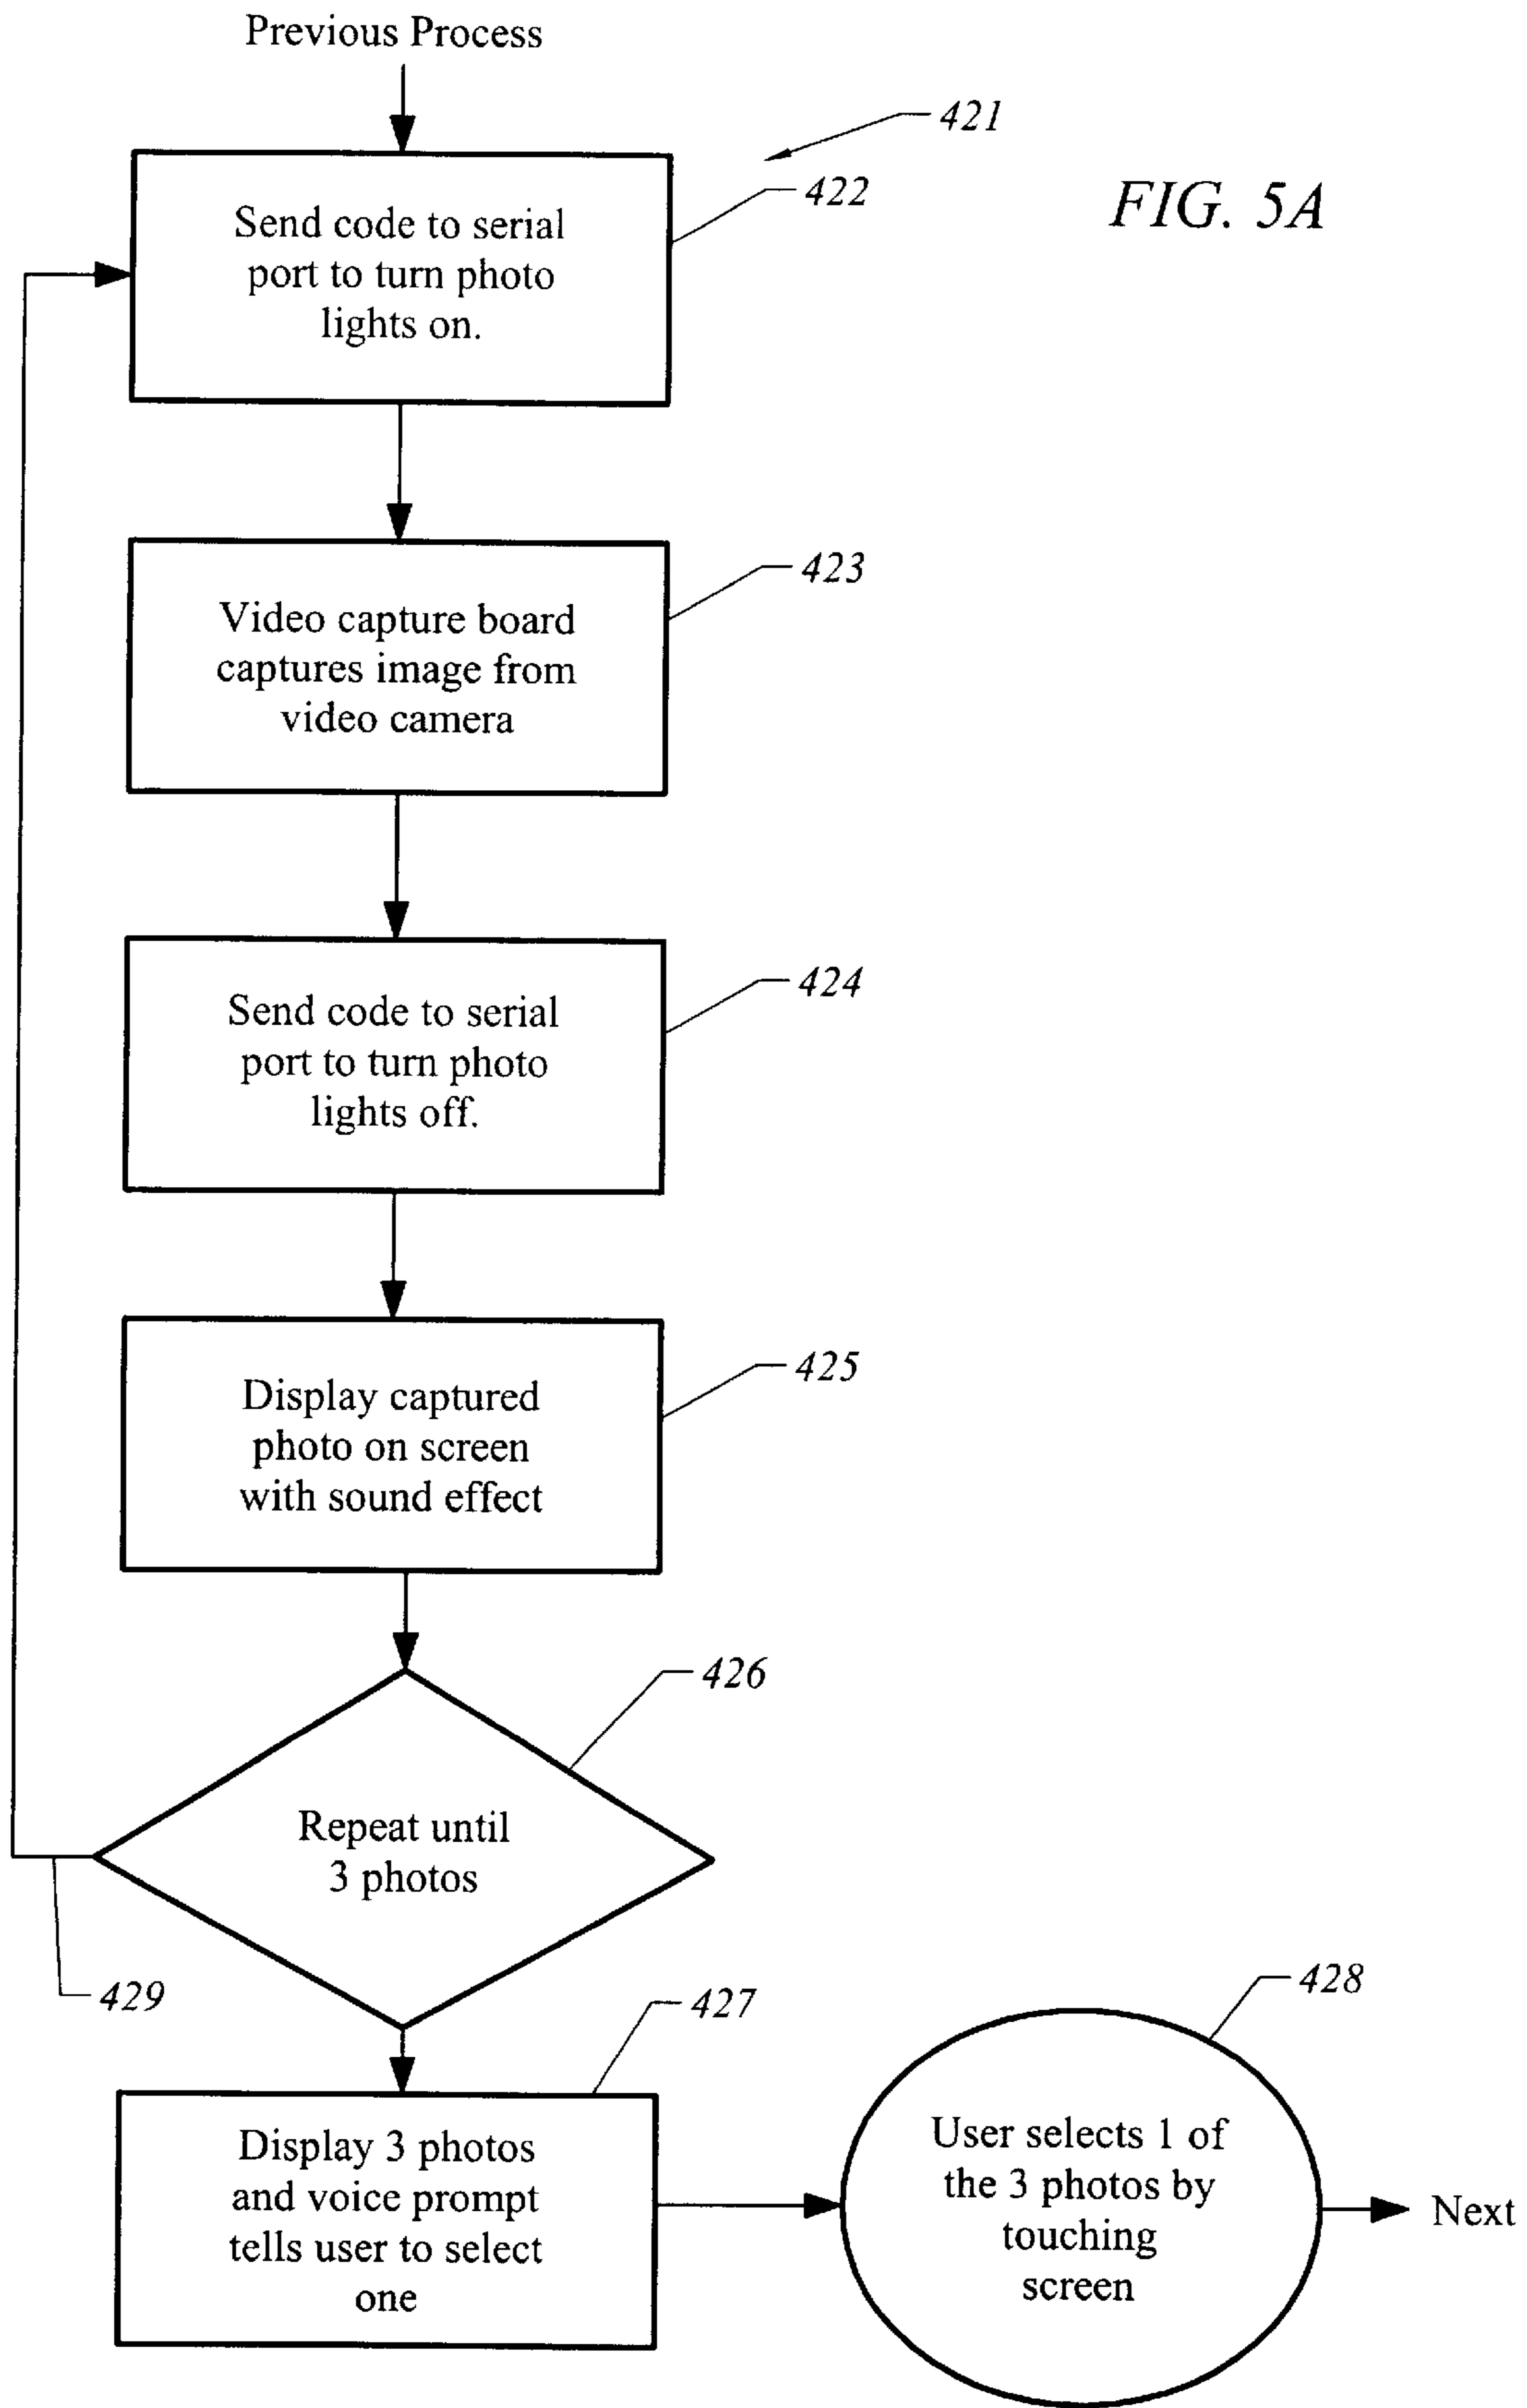 Previous Process
421
FIG. 5A
422
Send code to serial
port to turn photo
lights on.
423
Video capture board
captures image from
video camera
424
Send code to serial
port to turn photo
lights off.
425
Display captured
photo on screen
with sound effect
426
Repeat until
3 photos
429
427
428
Display 3 photos
and voice prompt
tells user to select
one
User selects 1 of
the 3 photos by
touching
screen
Next